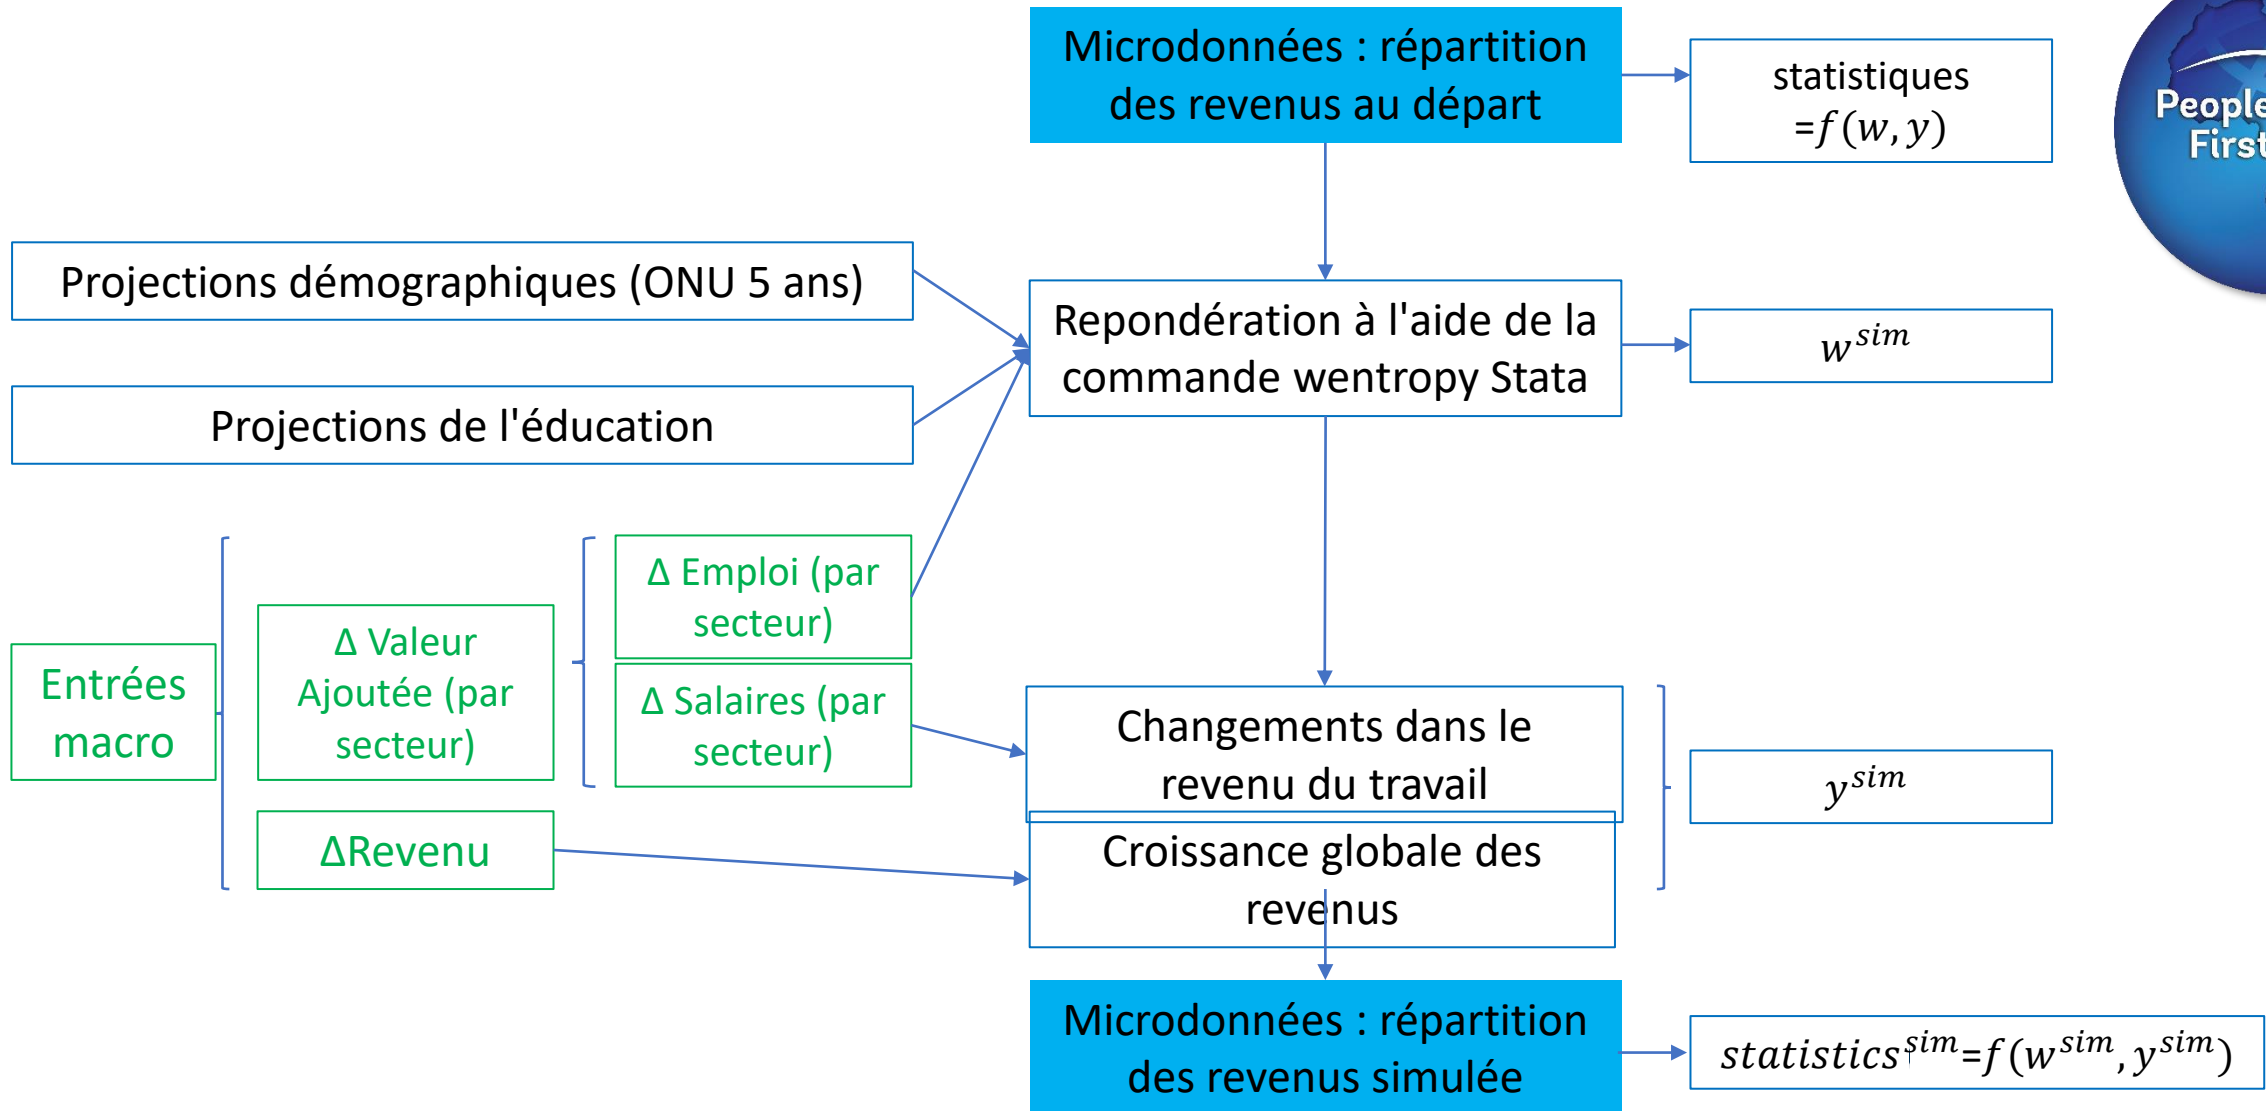 Microdonnées : répartition
des revenus au départ
statistiques
=f(w, y)
People
First
Projections démographiques (ONU 5 ans)
Repondération à l'aide de la
commande wentropy Stata
w^sim
Projections de l'éducation
Δ Emploi (par
secteur)
Δ Valeur
Ajoutée (par
secteur)
Entrées
macro
Δ Salaires (par
secteur)
Changements dans le
revenu du travail
y^sim
ΔRevenu
Croissance globale des
revenus
Microdonnées : répartition
des revenus simulée
statistics^sim=f(w^sim, y^sim)